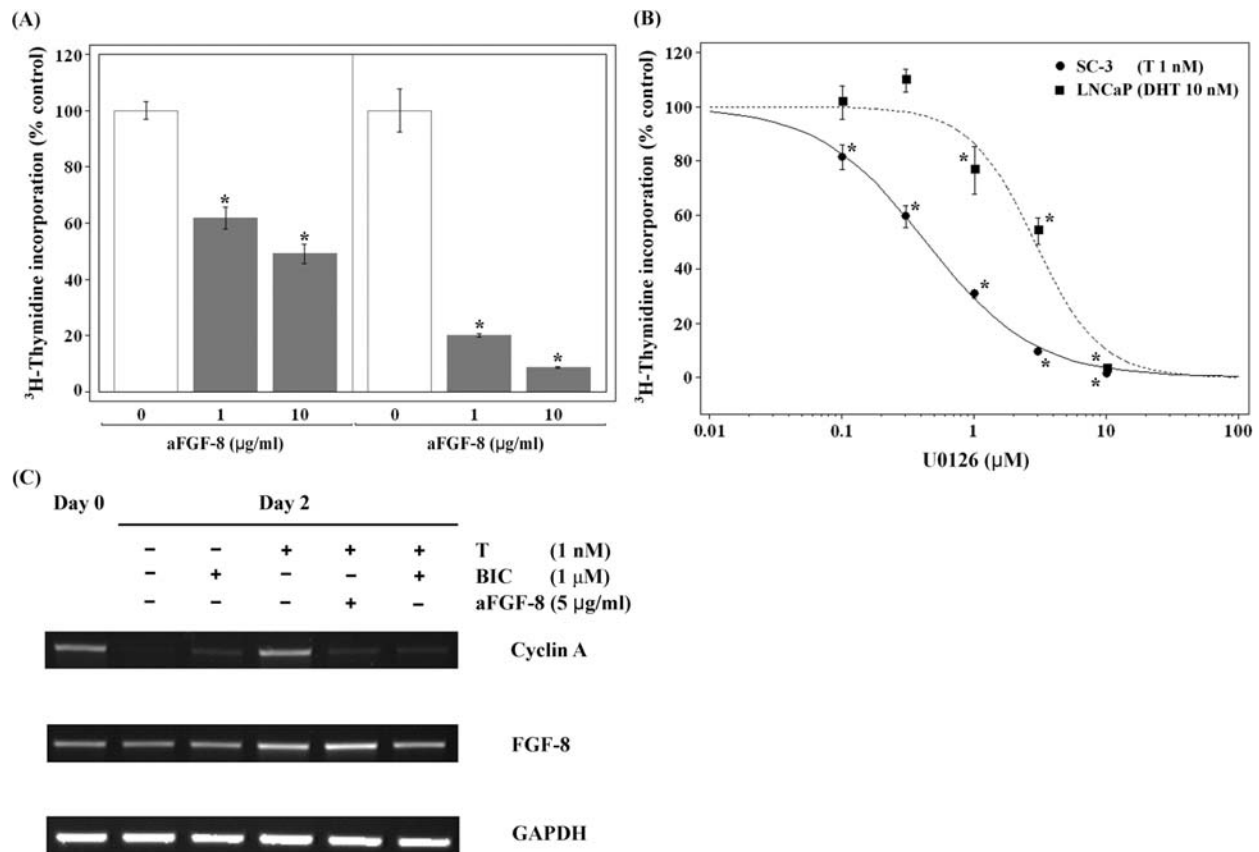 (A)
³H-Thymidine incorporation (% control)
120
100
80
60
40
20
0
*
*
*
*
0 1 10 0 1 10
aFGF-8 (µg/ml) aFGF-8 (µg/ml)
(B)
³H-Thymidine incorporation (% control)
120
100
80
60
40
20
0
● SC-3 (T 1 nM)
■ LNCaP (DHT 10 nM)
*
*
*
*
*
*
*
*
0.01 0.1 1 10 100
U0126 (µM)
(C)
Day 0 Day 2
– – + + + T (1 nM)
– + – – + BIC (1 µM)
– – – + – aFGF-8 (5 µg/ml)
Cyclin A
FGF-8
GAPDH